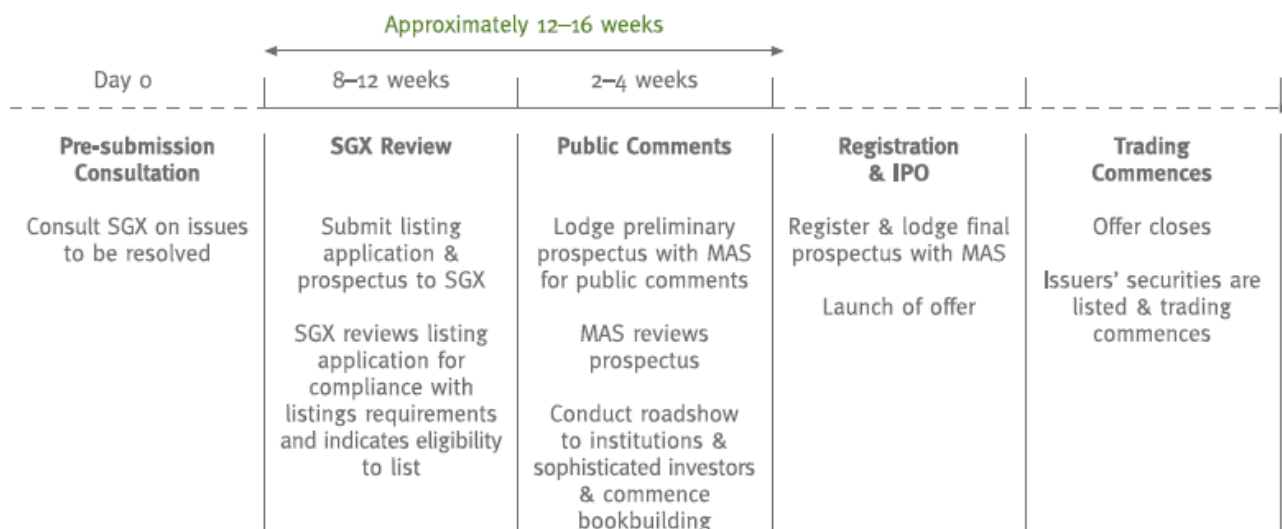 Approximately 12–16 weeks
Day 0
8–12 weeks
2–4 weeks
Pre-submission
Consultation
Consult SGX on issues
to be resolved
SGX Review
Submit listing
application &
prospectus to SGX
SGX reviews listing
application for
compliance with
listings requirements
and indicates eligibility
to list
Public Comments
Lodge preliminary
prospectus with MAS
for public comments
MAS reviews
prospectus
Conduct roadshow
to institutions &
sophisticated investors
& commence
bookbuilding
Registration
& IPO
Register & lodge final
prospectus with MAS
Launch of offer
Trading
Commences
Offer closes
Issuers' securities are
listed & trading
commences